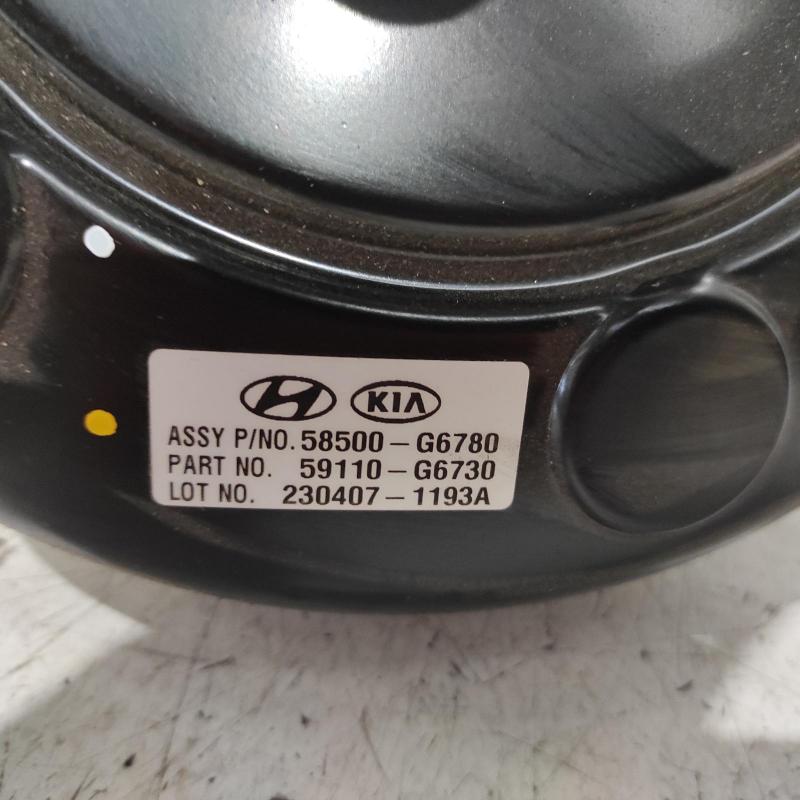 KIA
ASSY P/NO. 58500-G6780
PART NO. 59110-G6730
LOT NO. 230407-1193A